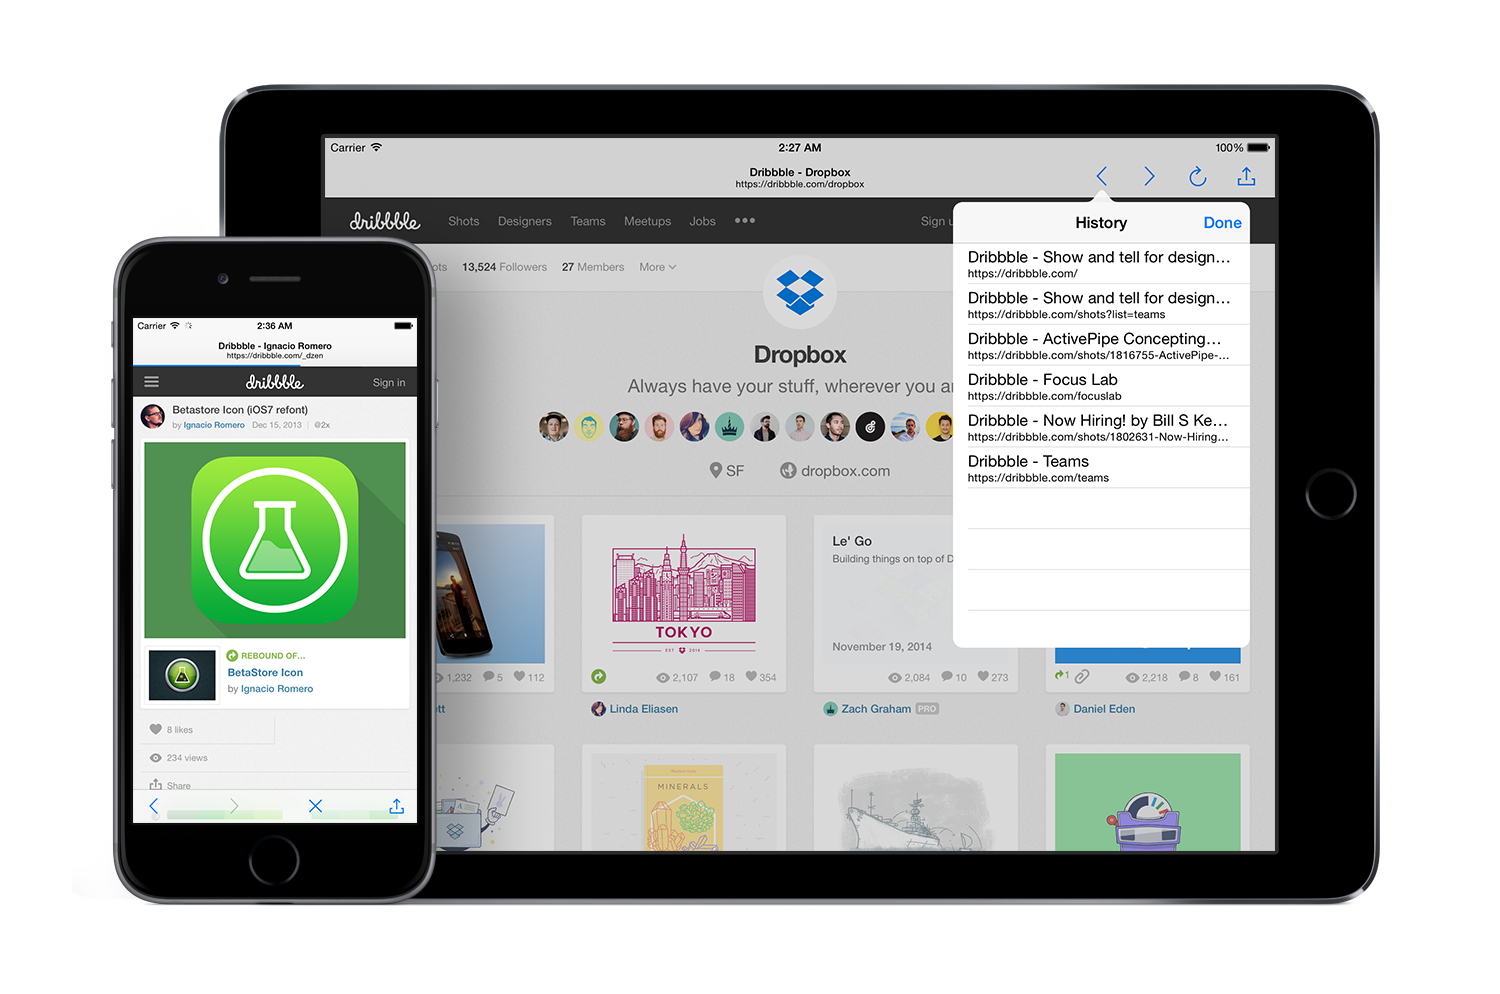 Carrier
2:27 AM
100%
Dribbble - Dropbox
https://dribbble.com/dropbox
dribbble
Shots
Designers
Teams
Meetups
Jobs
•••
Sign
13,524 Followers
27 Members
More
Dropbox
Always have your stuff, wherever you
SF
dropbox.com
1,232
5
112
TOKYO
EST 2014
2,107
18
354
Linda Eliasen
Le' Go
Building things on top of D
November 19, 2014
2,084
10
273
Zach Graham PRO
1
2,218
8
161
Daniel Eden
MINERALS
History
Done
Dribbble - Show and tell for design...
https://dribbble.com/
Dribbble - Show and tell for design...
https://dribbble.com/shots?list=teams
Dribbble - ActivePipe Concepting...
https://dribbble.com/shots/1816755-ActivePipe-...
Dribbble - Focus Lab
https://dribbble.com/focuslab
Dribbble - Now Hiring! by Bill S Ke...
https://dribbble.com/shots/1802631-Now-Hiring...
Dribbble - Teams
https://dribbble.com/teams
Carrier
2:36 AM
Dribbble - Ignacio Romero
https://dribbble.com/_dzen
dribbble
Sign in
Betastore Icon (iOS7 refont)
by Ignacio Romero Dec 15, 2013 | @2x
REBOUND OF...
BetaStore Icon
by Ignacio Romero
8 likes
234 views
Share